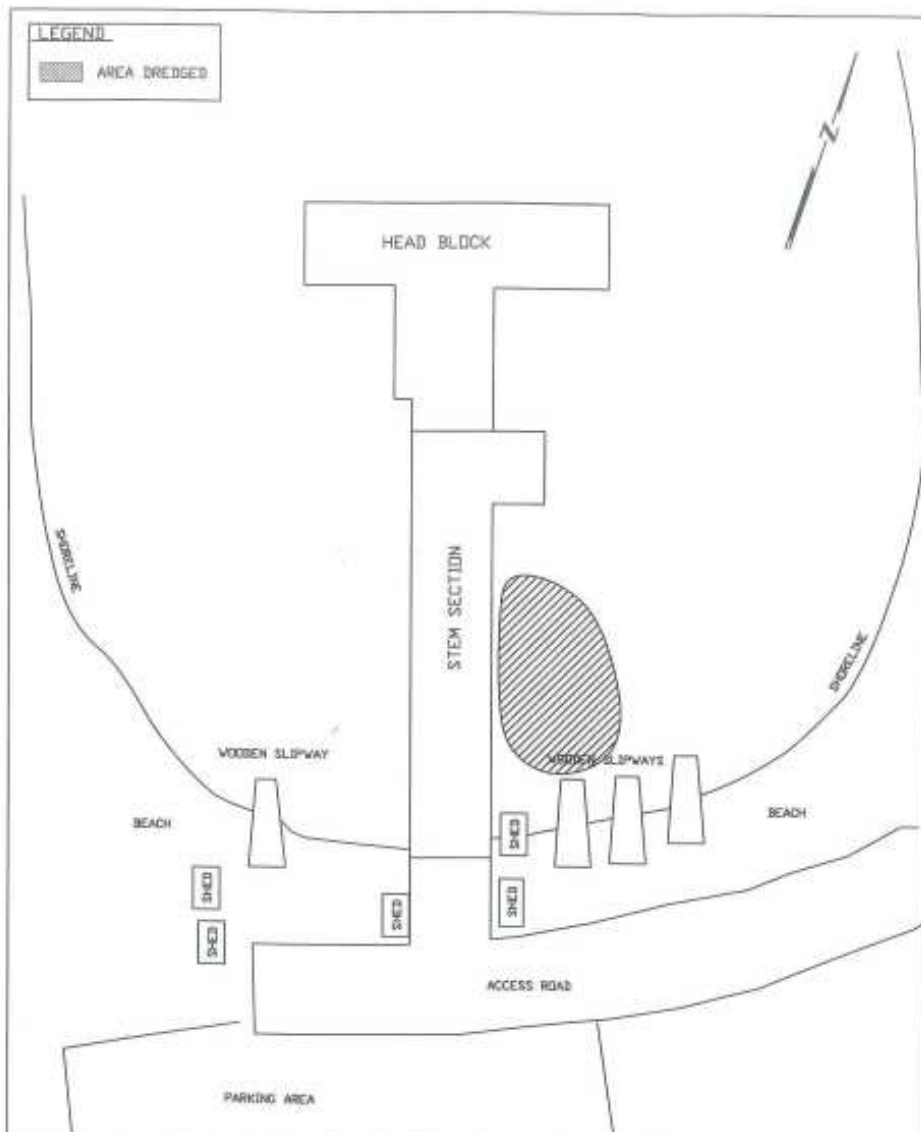 LEGEND
AREA DREDGED
N
HEAD BLOCK
STEM SECTION
SHORELINE
SHORELINE
WOODEN SLIPWAY
WOODEN SLIPWAYS
BEACH
BEACH
SHED
SHED
SHED
SHED
SHED
ACCESS ROAD
PARKING AREA